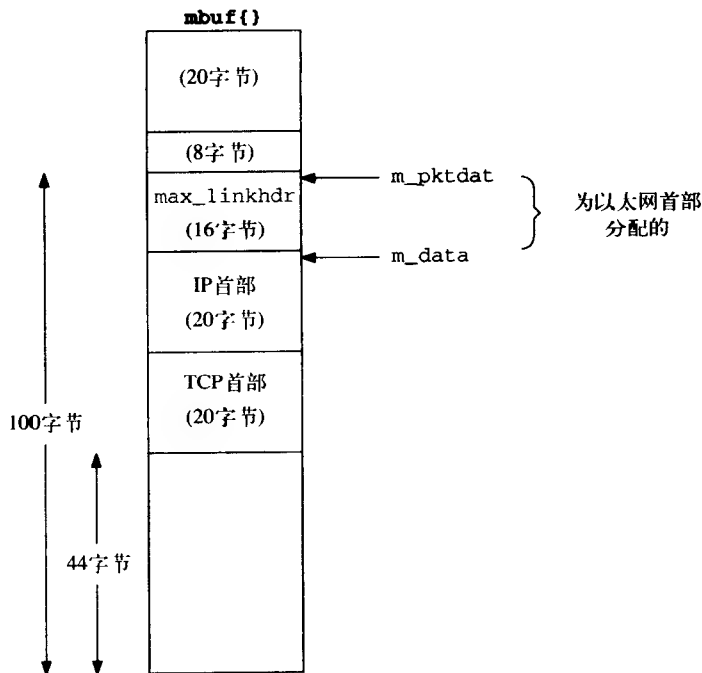 mbuf{}
(20字节)
(8字节)
m_pktdat
max_linkhdr
(16字节)
为以太网首部
分配的
m_data
IP首部
(20字节)
TCP首部
(20字节)
100字节
44字节